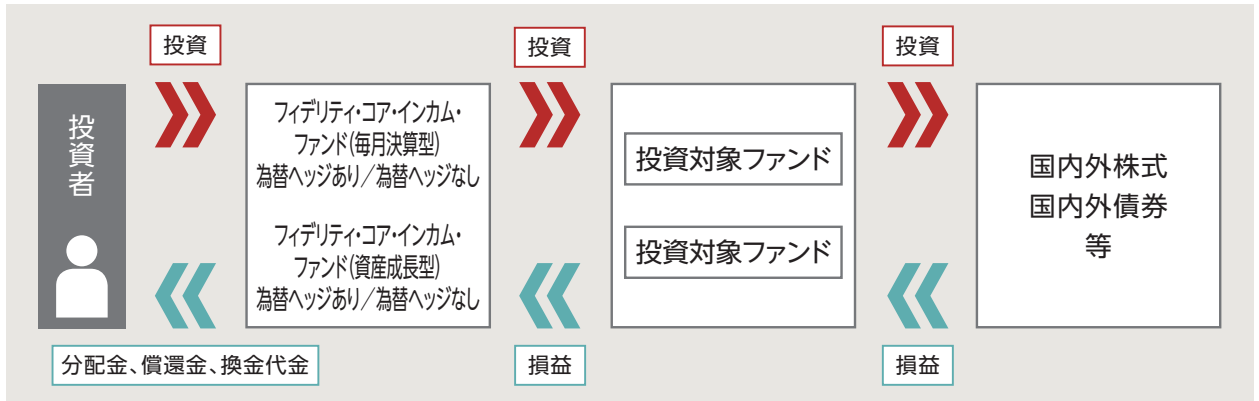 投資
投資
投資
投資者
フィデリティ・コア・インカム・
ファンド(毎月決算型)
為替ヘッジあり/為替ヘッジなし
フィデリティ・コア・インカム・
ファンド(資産成長型)
為替ヘッジあり/為替ヘッジなし
投資対象ファンド
投資対象ファンド
国内外株式
国内外債券
等
分配金、償還金、換金代金
損益
損益